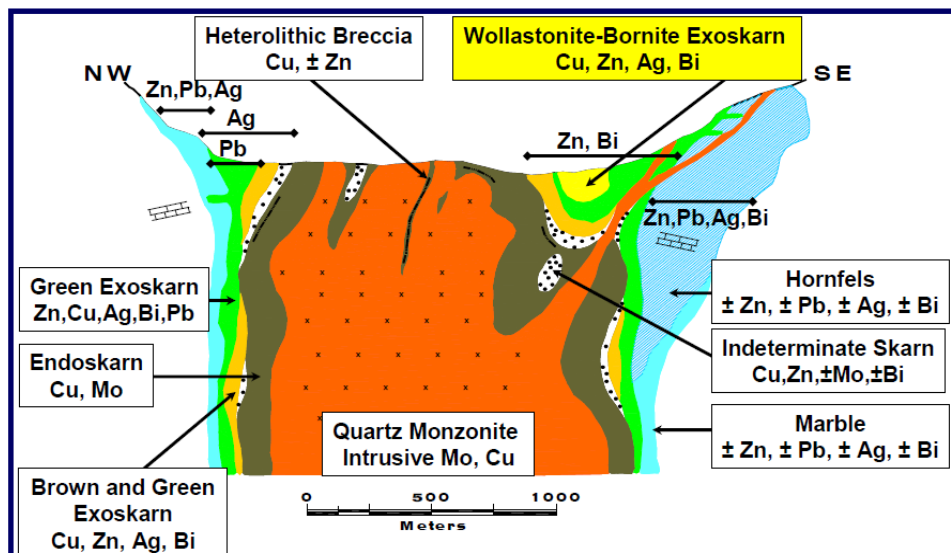 Heterolithic Breccia
Cu, ± Zn
Wollastonite-Bornite Exoskarn
Cu, Zn, Ag, Bi
NW
SE
Zn,Pb,Ag
Ag
Pb
Zn, Bi
Zn,Pb,Ag,Bi
Green Exoskarn
Zn,Cu,Ag,Bi,Pb
Hornfels
± Zn, ± Pb, ± Ag, ± Bi
Endoskarn
Cu, Mo
Indeterminate Skarn
Cu,Zn,±Mo,±Bi
Quartz Monzonite
Intrusive Mo, Cu
Marble
± Zn, ± Pb, ± Ag, ± Bi
Brown and Green
Exoskarn
Cu, Zn, Ag, Bi
0 500 1000
Meters